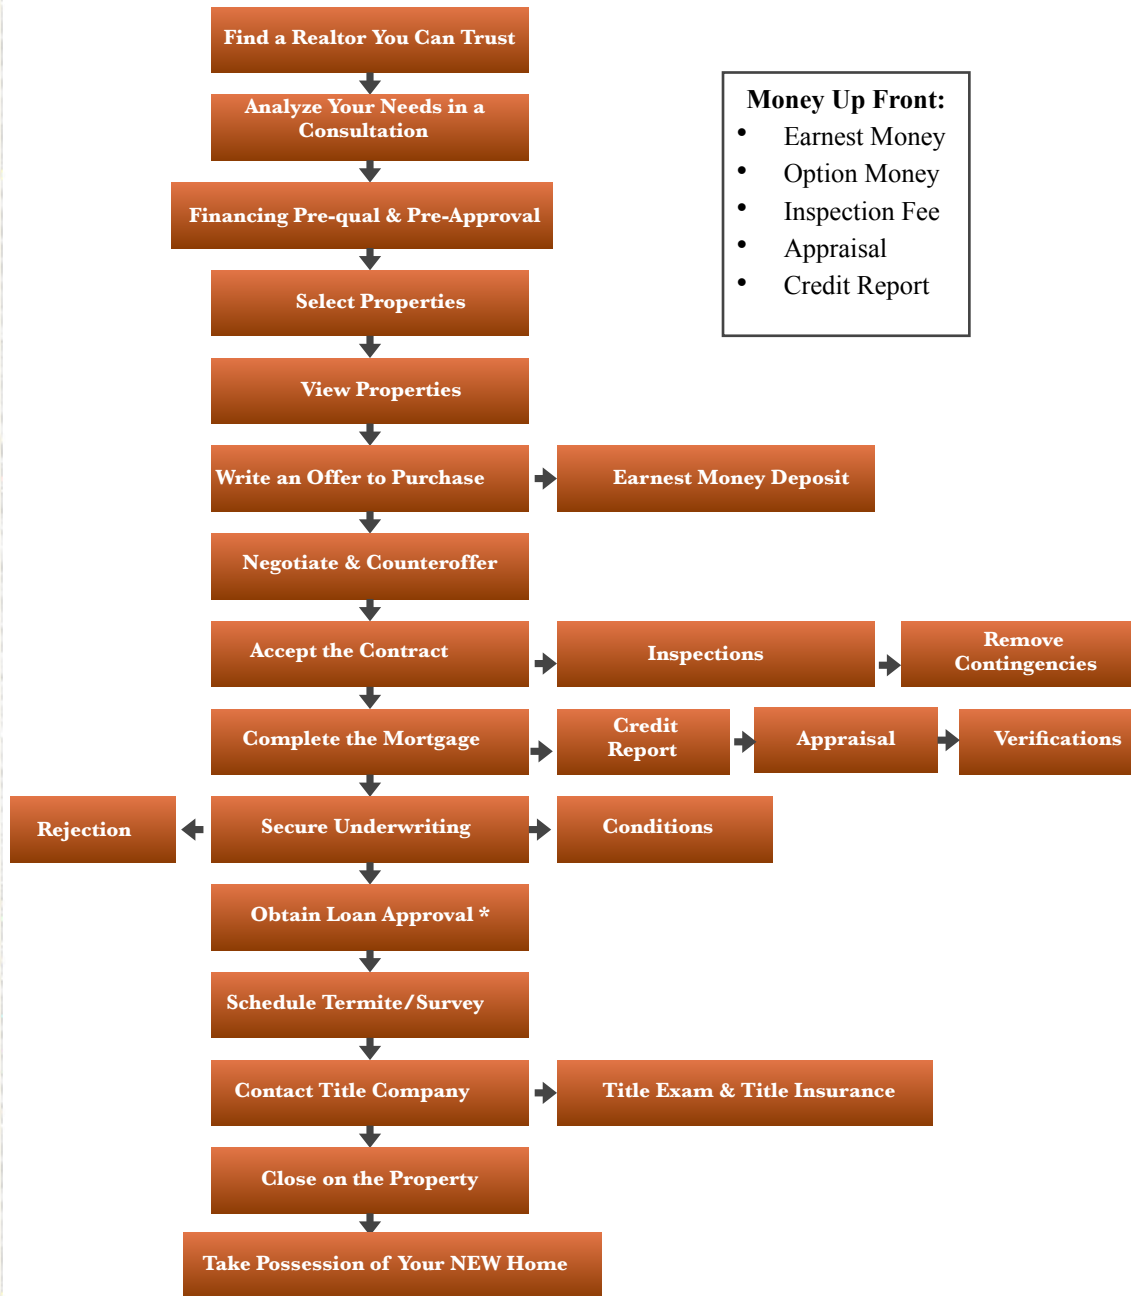 Find a Realtor You Can Trust
Analyze Your Needs in a
Consultation
Money Up Front:
• Earnest Money
• Option Money
• Inspection Fee
• Appraisal
• Credit Report
Financing Pre-qual & Pre-Approval
Select Properties
View Properties
Write an Offer to Purchase
Earnest Money Deposit
Negotiate & Counteroffer
Accept the Contract
Inspections
Remove
Contingencies
Complete the Mortgage
Credit
Report
Appraisal
Verifications
Rejection
Secure Underwriting
Conditions
Obtain Loan Approval *
Schedule Termite/Survey
Contact Title Company
Title Exam & Title Insurance
Close on the Property
Take Possession of Your NEW Home